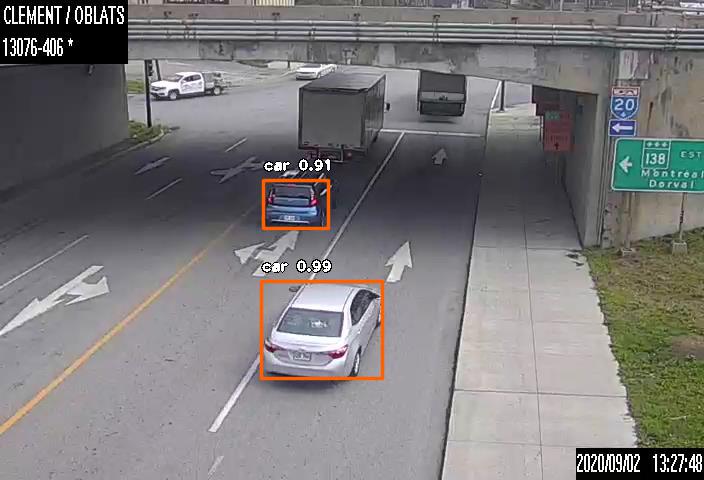 CLEMENT / OBLATS
13076-406 *
20
138
EST
Montréal
Dorval
car 0.91
car 0.99
2020/09/02 13:27:48